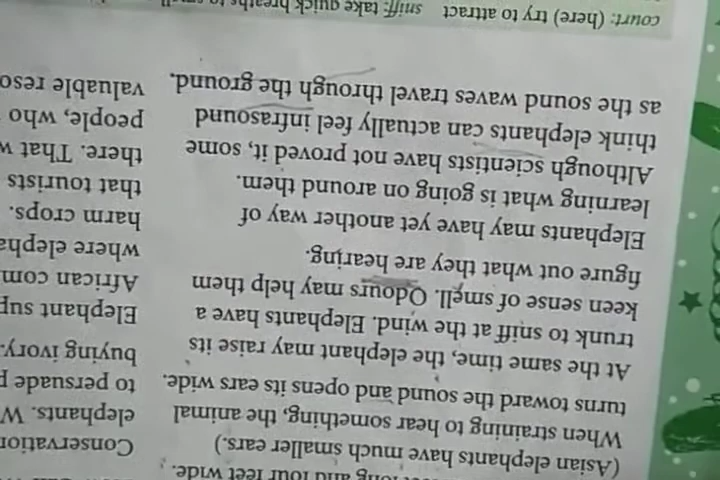 long and four feet wide.
(Asian elephants have much smaller ears.)
When straining to hear something, the animal
turns toward the sound and opens its ears wide.
At the same time, the elephant may raise its
trunk to sniff at the wind. Elephants have a
keen sense of smell. Odours may help them
figure out what they are hearing.
Elephants may have yet another way of
learning what is going on around them.
Although scientists have not proved it, some
think elephants can actually feel infrasound
as the sound waves travel through the ground.
elephants.
to persuade
buying ivory.
Elephant
African
where
harm crops.
that tourists
there. That
people, who
valuable
court: (here) try to attract sniff: take quick breaths to